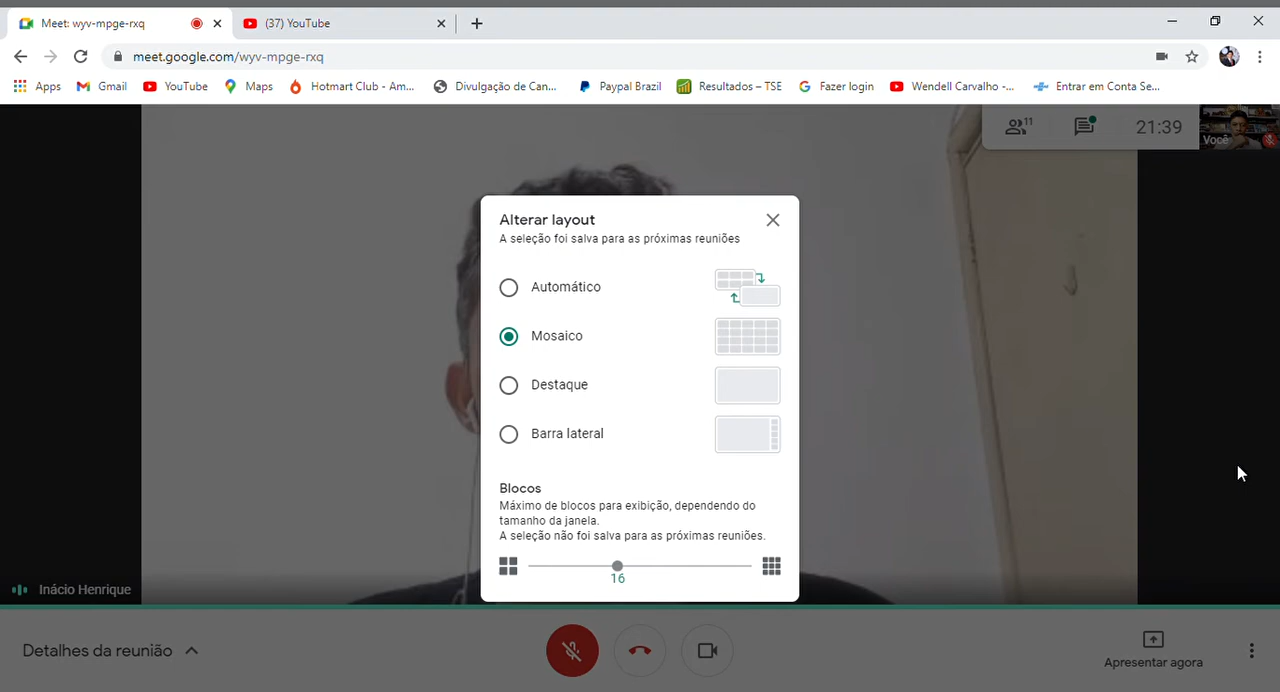 Meet: wyv-mpge-rxq
(37) YouTube
meet.google.com/wyv-mpge-rxq
Apps
Gmail
YouTube
Maps
Hotmart Club - Am...
Divulgação de Can...
Paypal Brazil
Resultados – TSE
Fazer login
Wendell Carvalho -...
Entrar em Conta Se...
11
21:39
Você
Alterar layout
A seleção foi salva para as próximas reuniões
Automático
Mosaico
Destaque
Barra lateral
Blocos
Máximo de blocos para exibição, dependendo do
tamanho da janela.
A seleção não foi salva para as próximas reuniões.
16
Inácio Henrique
Detalhes da reunião
Apresentar agora